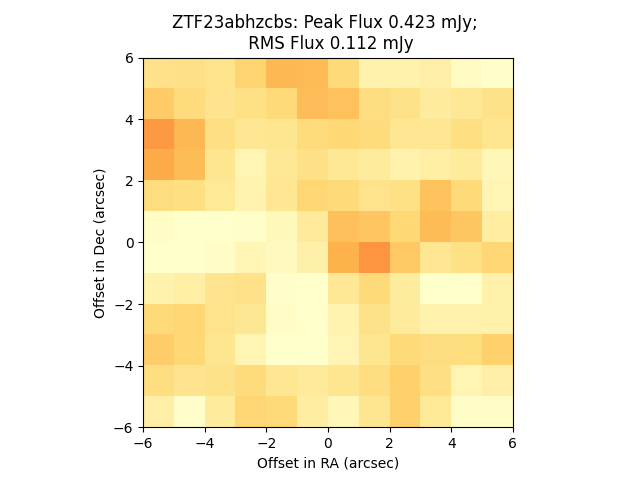 ZTF23abhzcbs: Peak Flux 0.423 mJy;
RMS Flux 0.112 mJy
6
4
2
0
−2
−4
−6
Offset in Dec (arcsec)
−6 −4 −2 0 2 4 6
Offset in RA (arcsec)